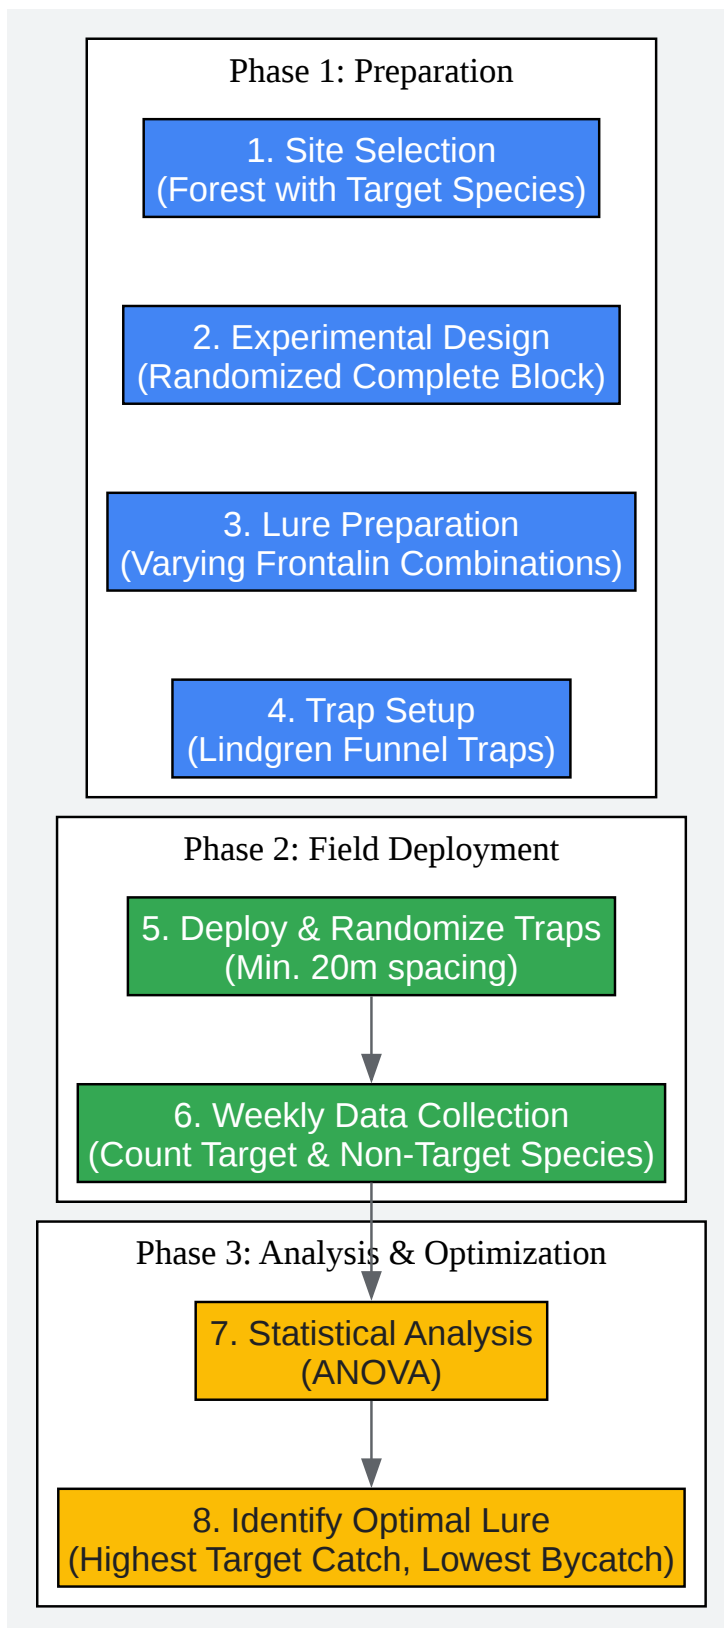 Phase 1: Preparation
1. Site Selection
(Forest with Target Species)
2. Experimental Design
(Randomized Complete Block)
3. Lure Preparation
(Varying Frontalin Combinations)
4. Trap Setup
(Lindgren Funnel Traps)
Phase 2: Field Deployment
5. Deploy & Randomize Traps
(Min. 20m spacing)
6. Weekly Data Collection
(Count Target & Non-Target Species)
Phase 3: Analysis & Optimization
7. Statistical Analysis
(ANOVA)
8. Identify Optimal Lure
(Highest Target Catch, Lowest Bycatch)